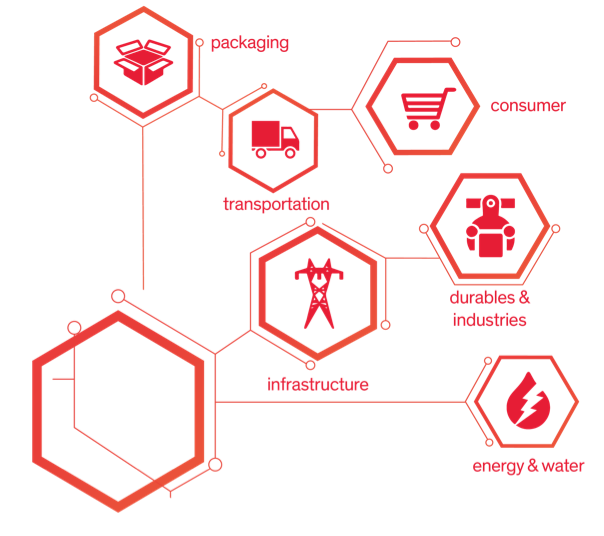 packaging
consumer
transportation
durables &
industries
infrastructure
energy & water